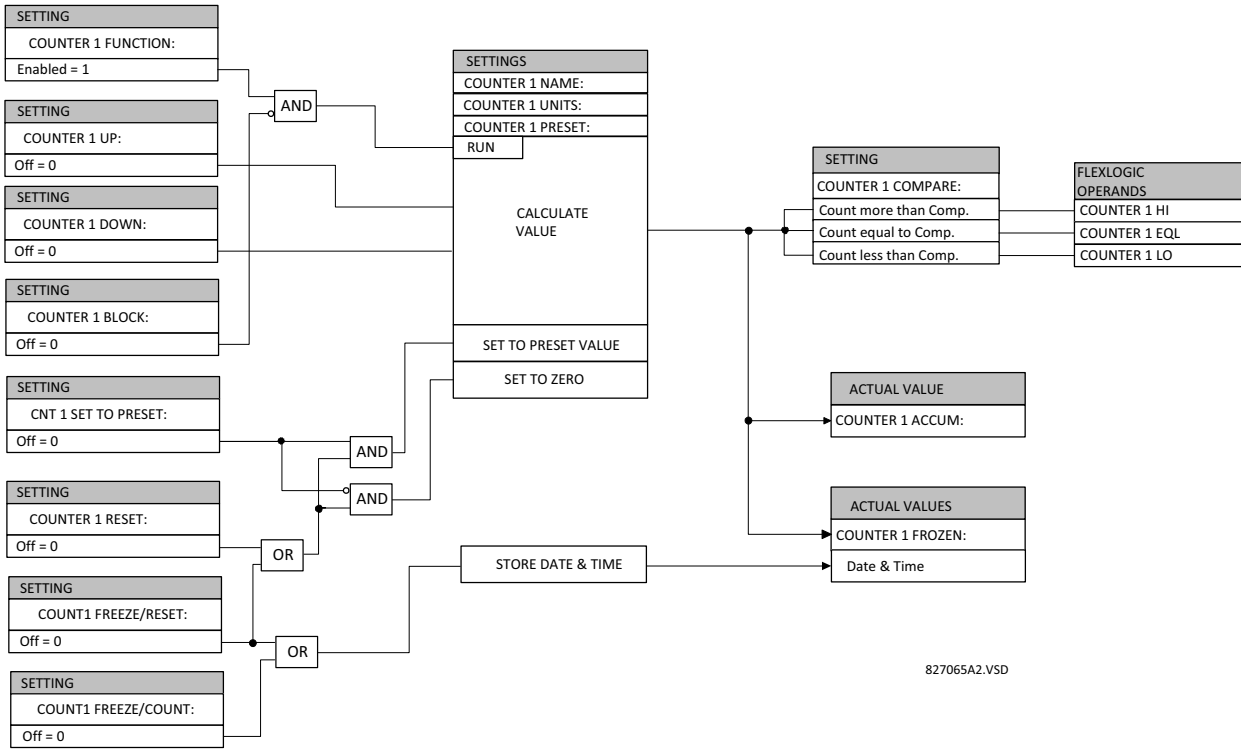 SETTING
COUNTER 1 FUNCTION:
Enabled = 1
SETTING
COUNTER 1 UP:
Off = 0
SETTING
COUNTER 1 DOWN:
Off = 0
SETTING
COUNTER 1 BLOCK:
Off = 0
SETTING
CNT 1 SET TO PRESET:
Off = 0
SETTING
COUNTER 1 RESET:
Off = 0
SETTING
COUNT1 FREEZE/RESET:
Off = 0
SETTING
COUNT1 FREEZE/COUNT:
Off = 0
AND
AND
AND
OR
OR
SETTINGS
COUNTER 1 NAME:
COUNTER 1 UNITS:
COUNTER 1 PRESET:
RUN
CALCULATE
VALUE
SET TO PRESET VALUE
SET TO ZERO
STORE DATE & TIME
SETTING
COUNTER 1 COMPARE:
Count more than Comp.
Count equal to Comp.
Count less than Comp.
FLEXLOGIC
OPERANDS
COUNTER 1 HI
COUNTER 1 EQL
COUNTER 1 LO
ACTUAL VALUE
COUNTER 1 ACCUM:
ACTUAL VALUES
COUNTER 1 FROZEN:
Date & Time
827065A2.VSD